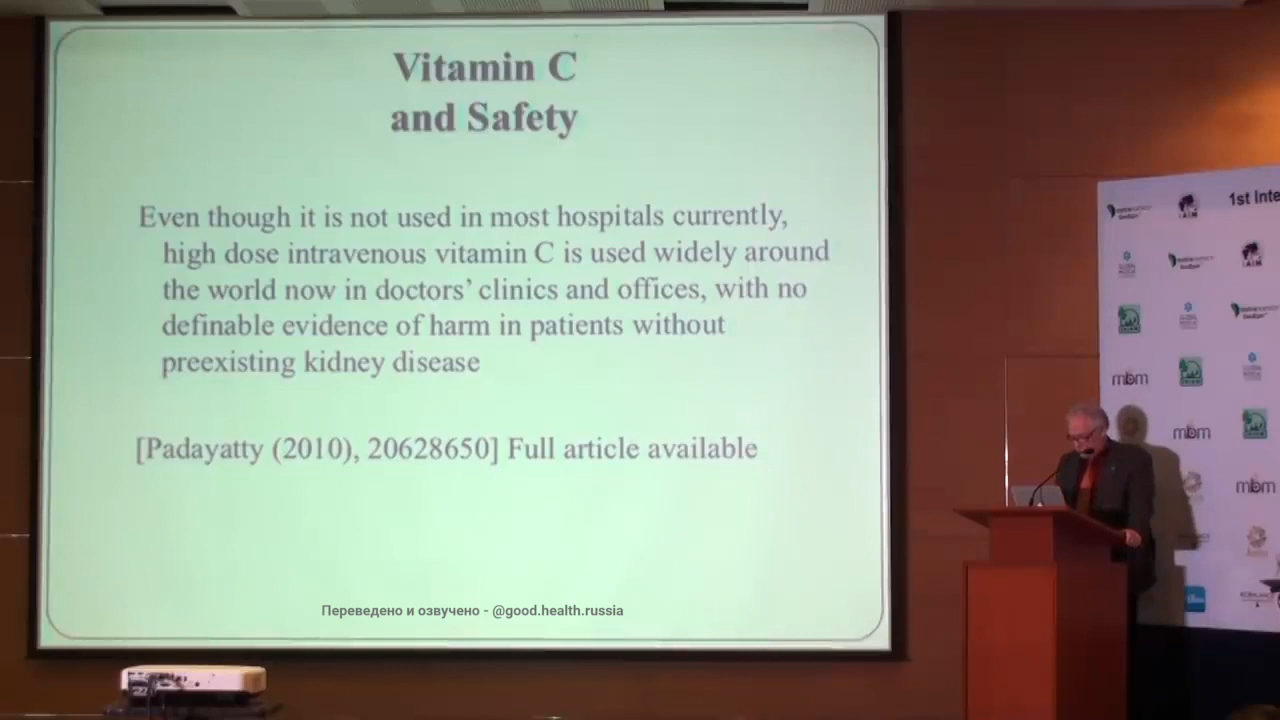 Vitamin C
and Safety
Even though it is not used in most hospitals currently,
high dose intravenous vitamin C is used widely around
the world now in doctors' clinics and offices, with no
definable evidence of harm in patients without
preexisting kidney disease
[Padayatty (2010), 20628650] Full article available
Переведено и озвучено - @good.health.russia
1st Inte
mbm
mbm
mbm